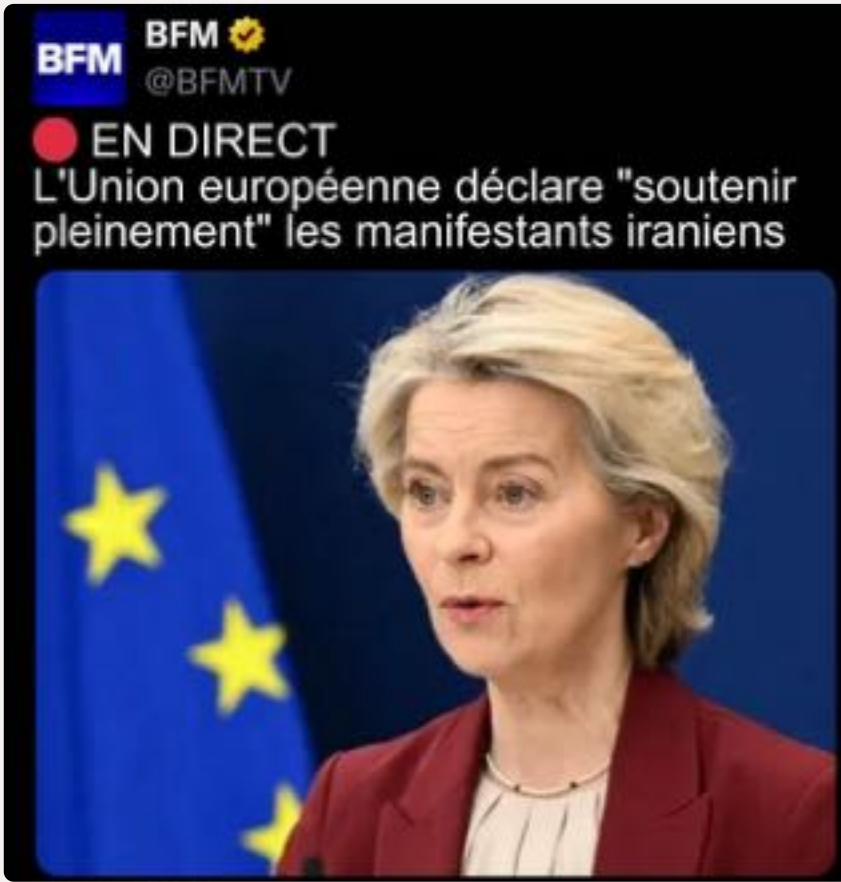 BFM
BFM
@BFMTV
EN DIRECT
L'Union européenne déclare "soutenir
pleinement" les manifestants iraniens